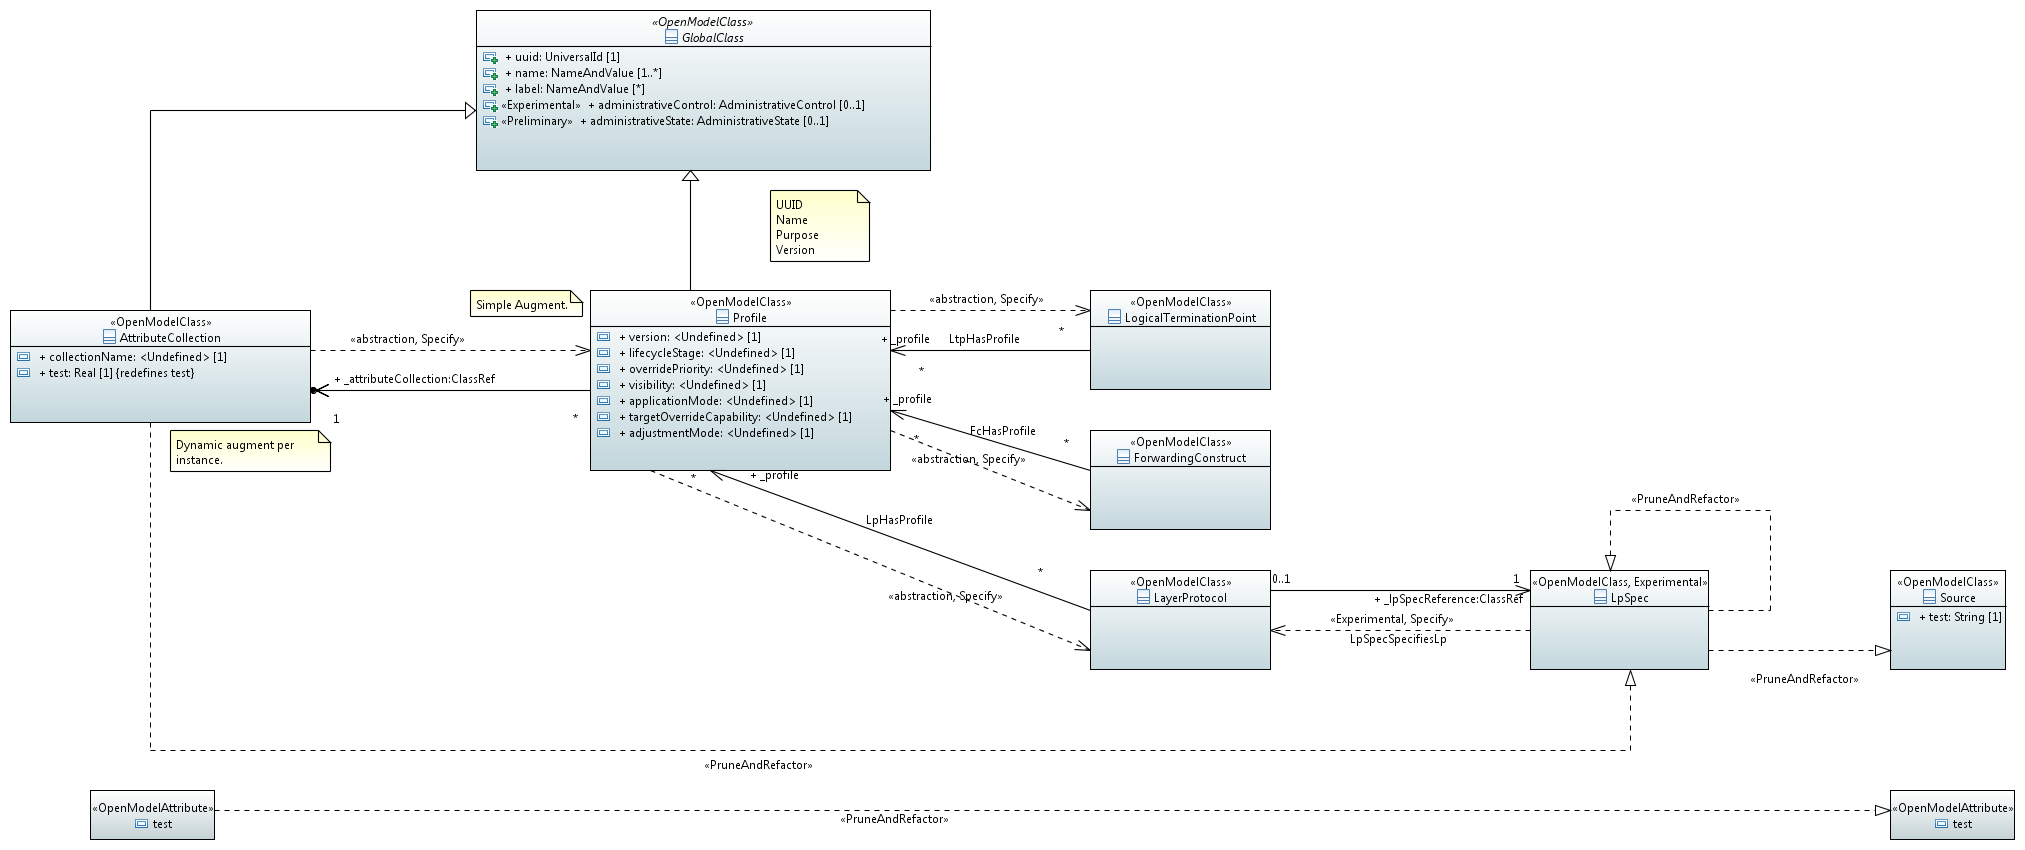 «OpenModelClass»
GlobalClass
+ uuid: UniversalId [1]
+ name: NameAndValue [1..*]
+ label: NameAndValue [*]
«Experimental» + administrativeControl: AdministrativeControl [0..1]
«Preliminary» + administrativeState: AdministrativeState [0..1]
UUID
Name
Purpose
Version
Simple Augment.
«OpenModelClass»
AttributeCollection
+ collectionName: <Undefined> [1]
+ test: Real [1] {redefines test}
«abstraction, Specify»
+ _attributeCollection:ClassRef
1
*
Dynamic augment per
instance.
«OpenModelClass»
Profile
+ version: <Undefined> [1]
+ lifecycleStage: <Undefined> [1]
+ overridePriority: <Undefined> [1]
+ visibility: <Undefined> [1]
+ applicationMode: <Undefined> [1]
+ targetOverrideCapability: <Undefined> [1]
+ adjustmentMode: <Undefined> [1]
«abstraction, Specify»
*
+ _profile
LtpHasProfile
*
«OpenModelClass»
LogicalTerminationPoint
+ _profile
FcHasProfile
*
*
«abstraction, Specify»
«OpenModelClass»
ForwardingConstruct
*
+ _profile
LpHasProfile
*
«abstraction, Specify»
«OpenModelClass»
LayerProtocol
0..1
1
+ _lpSpecReference:ClassRef
«Experimental, Specify»
LpSpecSpecifiesLp
«PruneAndRefactor»
«OpenModelClass, Experimental»
LpSpec
«OpenModelClass»
Source
+ test: String [1]
«PruneAndRefactor»
«PruneAndRefactor»
«OpenModelAttribute»
test
«PruneAndRefactor»
«OpenModelAttribute»
test